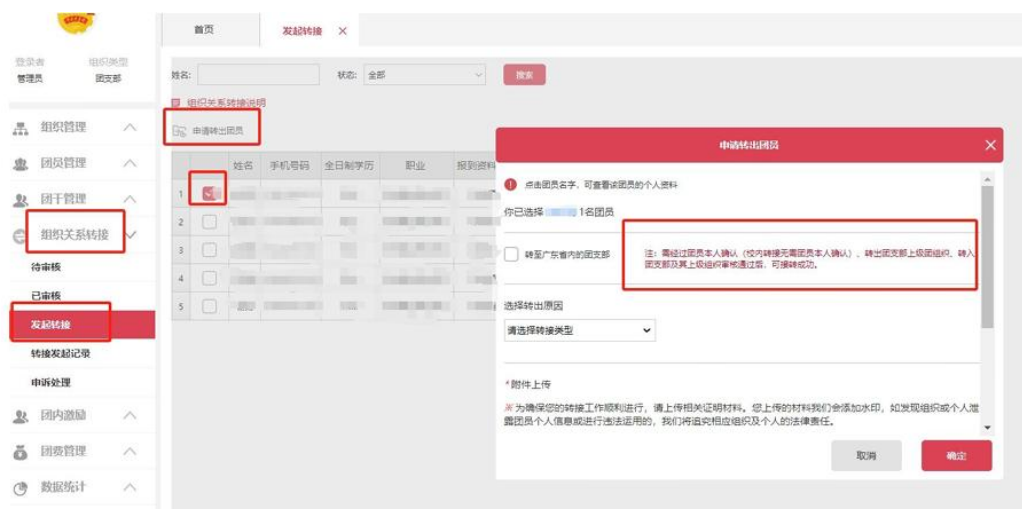 首页
发起转接 ×
登录者 组织类型
管理员 团支部
姓名: 状态: 全部 搜索
组织关系转接说明
申请转出团员
组织管理
团员管理
团干管理
组织关系转接
待审核
已审核
发起转接
转接发起记录
申诉处理
团内激励
团费管理
数据统计
姓名 手机号码 全日制学历 职业 报到资料
1
2
3
4
5
申请转出团员 ×
点击团员名字，可查看该团员的个人资料
你已选择 1名团员
转至广东省内的团支部
注：需经过团员本人确认（校内转接无需团员本人确认）、转出团支部上级团组织、转入
团支部及其上级组织审核通过后，可接转成功。
选择转出原因
请选择转接类型
*附件上传
※ 为确保您的转接工作顺利进行，请上传相关证明材料。您上传的材料我们会添加水印，如发现组织或个人泄
露团员个人信息或进行违法运用的，我们将追究相应组织及个人的法律责任。
取消 确定